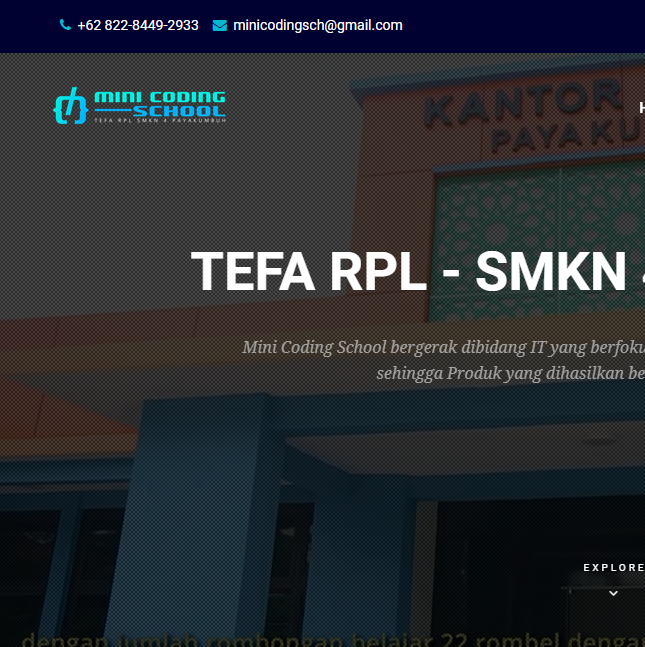 +62 822-8449-2933 minicodingsch@gmail.com
MINI CODING
SCHOOL
TEFA RPL SMKN 4 PAYAKUMBUH
KANTOR
PAYAKU
TEFA RPL - SMKN
Mini Coding School bergerak dibidang IT yang berfoku
sehingga Produk yang dihasilkan be
EXPLORE
dengan jumlah rombongan belajar 22 rombel dengan